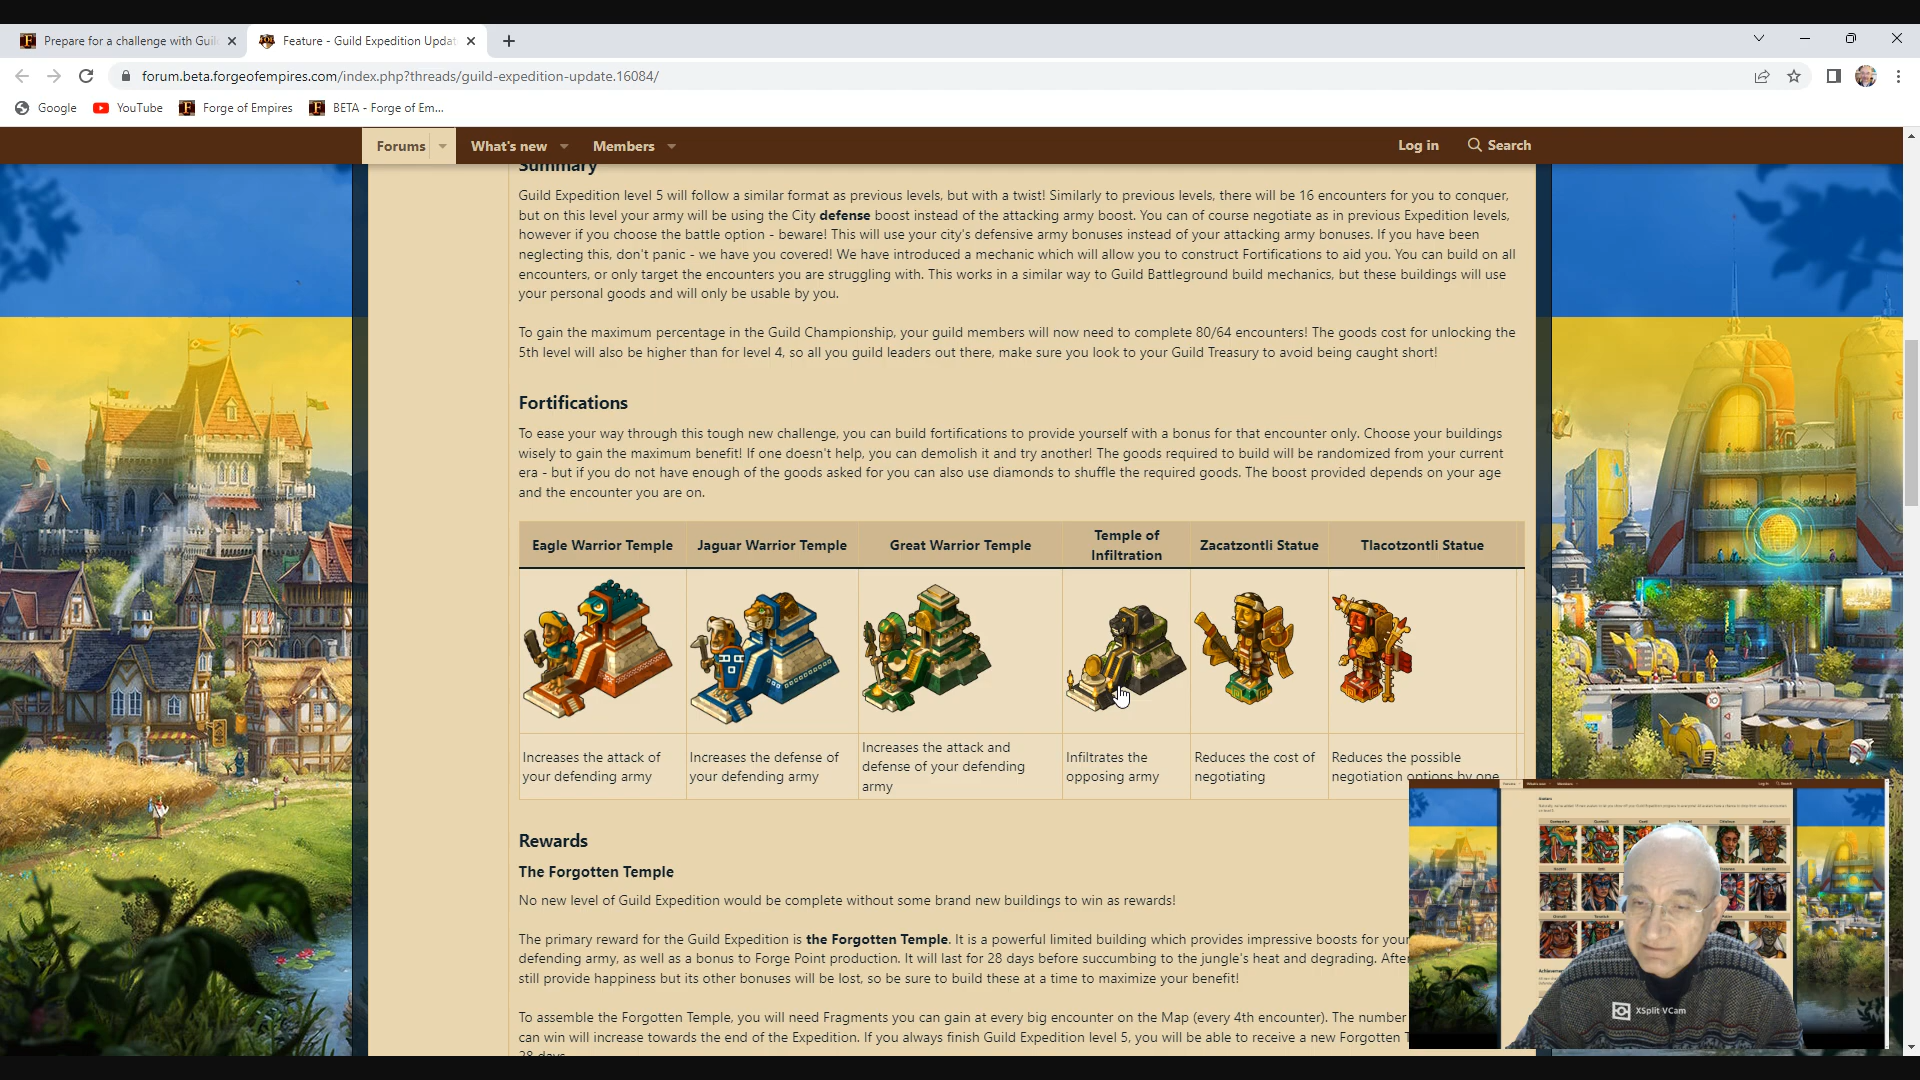 Prepare for a challenge with Guil
Feature - Guild Expedition Updat
forum.beta.forgeofempires.com/index.php?threads/guild-expedition-update.16084/
Google
YouTube
Forge of Empires
BETA - Forge of Em...
Forums
What's new
Members
Log in
Search
Summary
Guild Expedition level 5 will follow a similar format as previous levels, but with a twist! Similarly to previous levels, there will be 16 encounters for you to conquer,
but on this level your army will be using the City defense boost instead of the attacking army boost. You can of course negotiate as in previous Expedition levels,
however if you choose the battle option - beware! This will use your city's defensive army bonuses instead of your attacking army bonuses. If you have been
neglecting this, don't panic - we have you covered! We have introduced a mechanic which will allow you to construct Fortifications to aid you. You can build on all
encounters, or only target the encounters you are struggling with. This works in a similar way to Guild Battleground build mechanics, but these buildings will use
your personal goods and will only be usable by you.
To gain the maximum percentage in the Guild Championship, your guild members will now need to complete 80/64 encounters! The goods cost for unlocking the
5th level will also be higher than for level 4, so all you guild leaders out there, make sure you look to your Guild Treasury to avoid being caught short!
Fortifications
To ease your way through this tough new challenge, you can build fortifications to provide yourself with a bonus for that encounter only. Choose your buildings
wisely to gain the maximum benefit! If one doesn't help, you can demolish it and try another! The goods required to build will be randomized from your current
era - but if you do not have enough of the goods asked for you can also use diamonds to shuffle the required goods. The boost provided depends on your age
and the encounter you are on.
Eagle Warrior Temple
Jaguar Warrior Temple
Great Warrior Temple
Temple of
Infiltration
Zacatzontli Statue
Tlacotzontli Statue
Increases the attack of
your defending army
Increases the defense of
your defending army
Increases the attack and
defense of your defending
army
Infiltrates the
opposing army
Reduces the cost of
negotiating
Reduces the possible
negotiation options by one
Rewards
The Forgotten Temple
No new level of Guild Expedition would be complete without some brand new buildings to win as rewards!
The primary reward for the Guild Expedition is the Forgotten Temple. It is a powerful limited building which provides impressive boosts for your
defending army, as well as a bonus to Forge Point production. It will last for 28 days before succumbing to the jungle's heat and degrading. After
still provide happiness but its other bonuses will be lost, so be sure to build these at a time to maximize your benefit!
To assemble the Forgotten Temple, you will need Fragments you can gain at every big encounter on the Map (every 4th encounter). The number
can win will increase towards the end of the Expedition. If you always finish Guild Expedition level 5, you will be able to receive a new Forgotten T
28 days
XSplit VCam